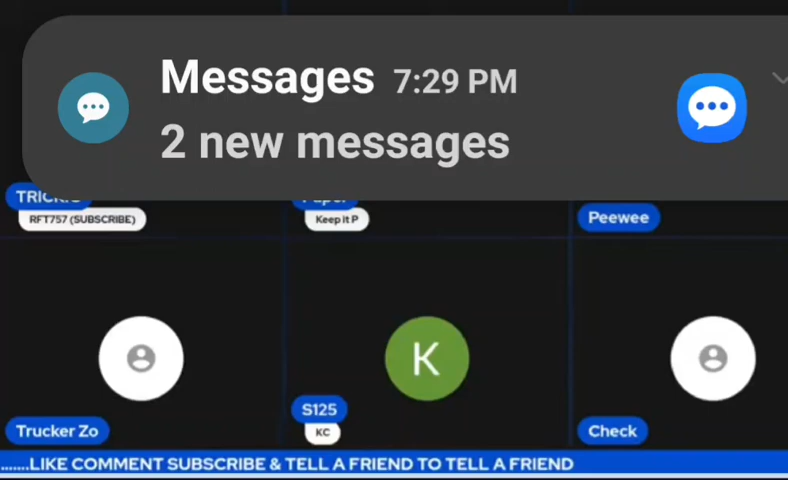 Messages 7:29 PM
2 new messages
RFT757 (SUBSCRIBE)
Keep it P
Peewee
K
S125
KC
Trucker Zo
Check
.......LIKE COMMENT SUBSCRIBE & TELL A FRIEND TO TELL A FRIEND